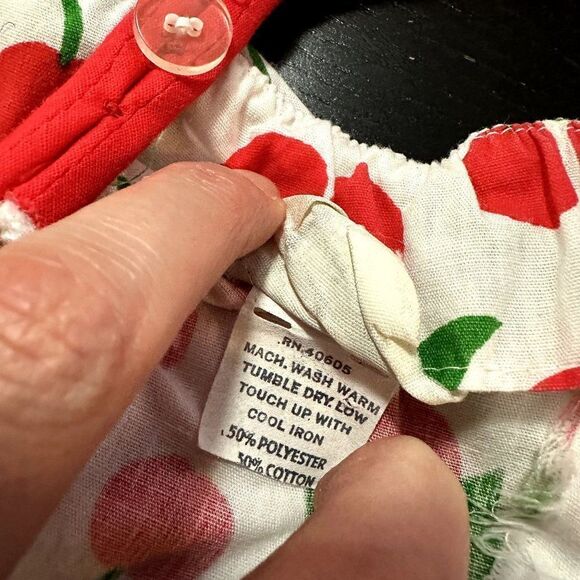 RN 40605
MACH. WASH WARM
TUMBLE DRY. LOW
TOUCH UP WITH
COOL IRON
50% POLYESTER
50% COTTON